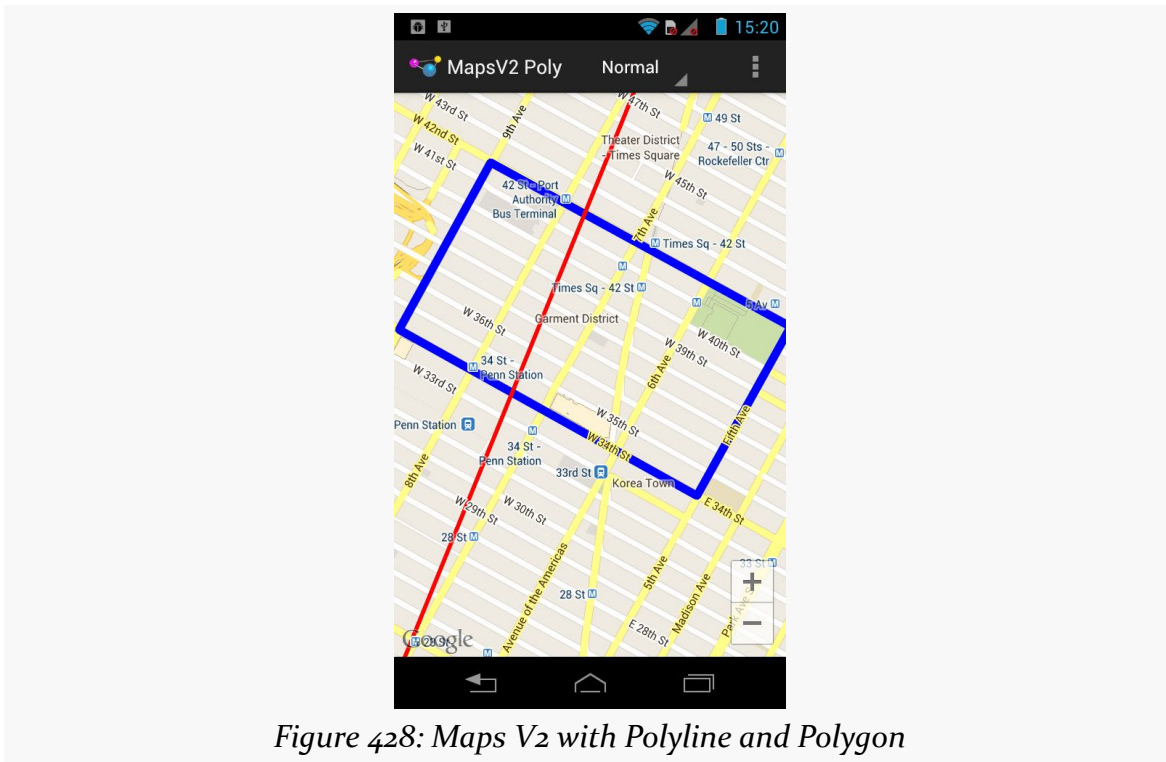 15:20
MapsV2 Poly Normal
W 43rd St
W 42nd St
W 41st St
9th Ave
W 47th St
49 St
Theater District
- Times Square
47 - 50 Sts -
Rockefeller Ctr
W 45th St
42 St - Port
Authority
Bus Terminal
7th Ave
Times Sq - 42 St
Times Sq - 42 St
5 Av
W 36th St
Garment District
W 40th St
W 39th St
6th Ave
34 St -
Penn Station
W 33rd St
W 35th St
Fifth Ave
Penn Station
W 34th St
34 St -
Penn Station
33rd St
Korea Town
8th Ave
W 29th St
W 30th St
E 34th St
28 St
33 St
Avenue of the Americas
28 St
5th Ave
Madison Ave
Park Ave S
E 28th St
+
−
Google
Figure 428: Maps V2 with Polyline and Polygon